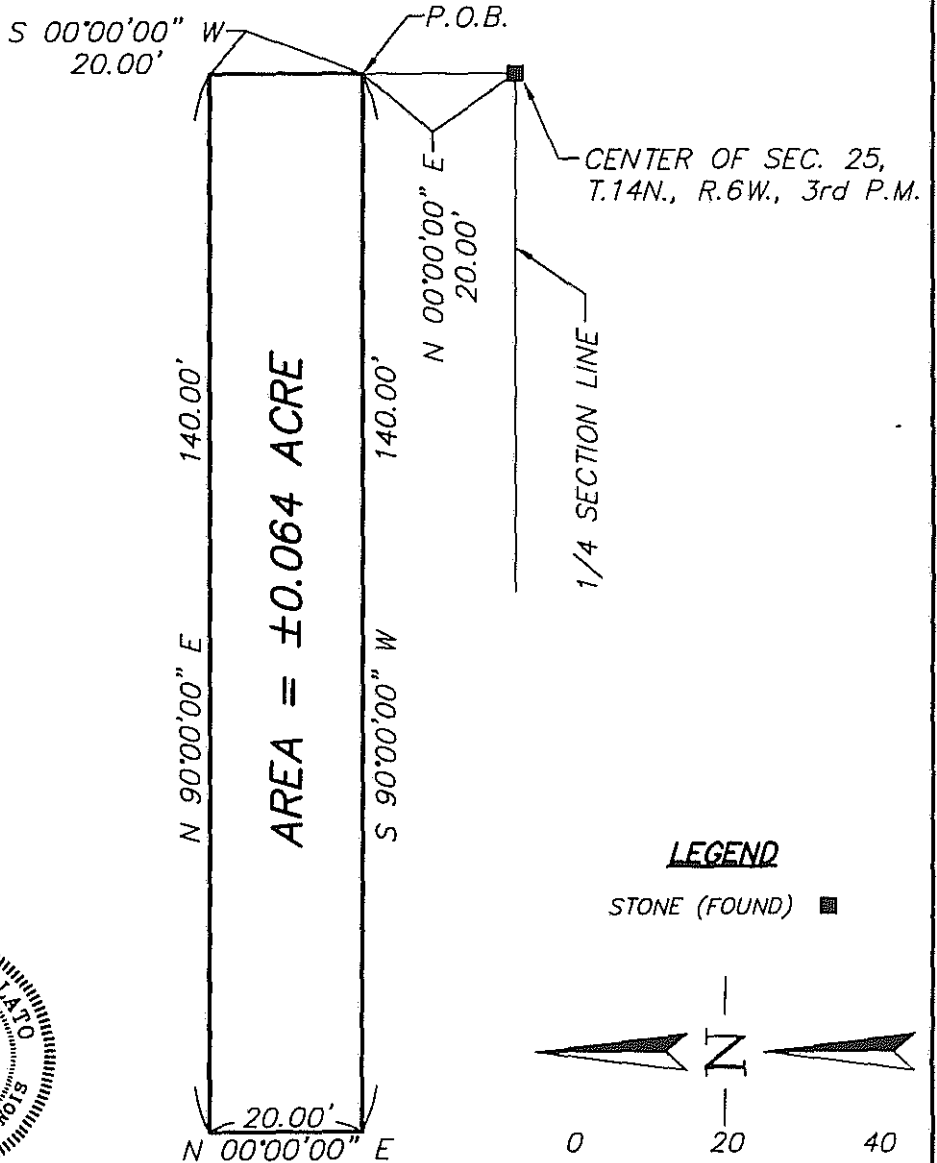 S 00°00'00" W
20.00'
P.O.B.
CENTER OF SEC. 25,
T.14N., R.6W., 3rd P.M.
N 00°00'00" E
20.00'
1/4 SECTION LINE
140.00'
N 90°00'00" E
AREA = ±0.064 ACRE
140.00'
S 90°00'00" W
LEGEND
STONE (FOUND)
N
20.00'
N 00°00'00" E
0 20 40